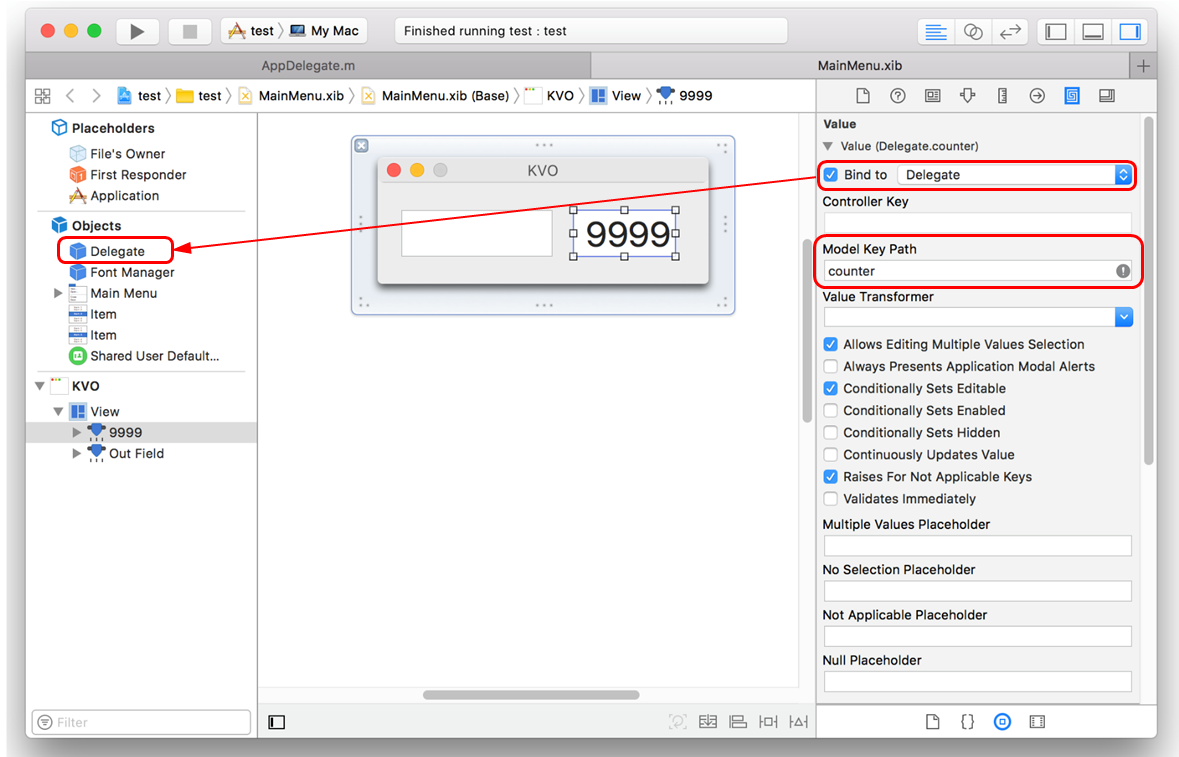 test
My Mac
Finished running test : test
AppDelegate.m
MainMenu.xib
test
test
MainMenu.xib
MainMenu.xib (Base)
KVO
View
9999
Placeholders
File's Owner
First Responder
Application
Objects
Delegate
Font Manager
Main Menu
Item
Item
Shared User Default...
KVO
View
9999
Out Field
Filter
KVO
9999
Value
Value (Delegate.counter)
Bind to
Delegate
Controller Key
Model Key Path
counter
Value Transformer
Allows Editing Multiple Values Selection
Always Presents Application Modal Alerts
Conditionally Sets Editable
Conditionally Sets Enabled
Conditionally Sets Hidden
Continuously Updates Value
Raises For Not Applicable Keys
Validates Immediately
Multiple Values Placeholder
No Selection Placeholder
Not Applicable Placeholder
Null Placeholder